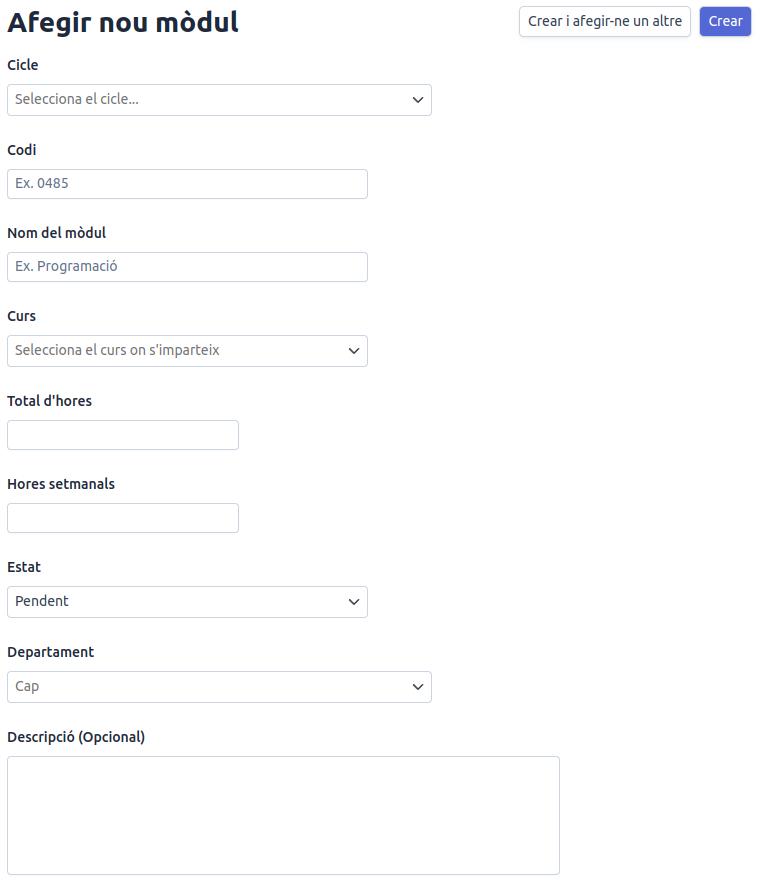 Afegir nou mòdul
Crear i afegir-ne un altre
Crear
Cicle
Selecciona el cicle...
Codi
Ex. 0485
Nom del mòdul
Ex. Programació
Curs
Selecciona el curs on s'imparteix
Total d'hores
Hores setmanals
Estat
Pendent
Departament
Cap
Descripció (Opcional)